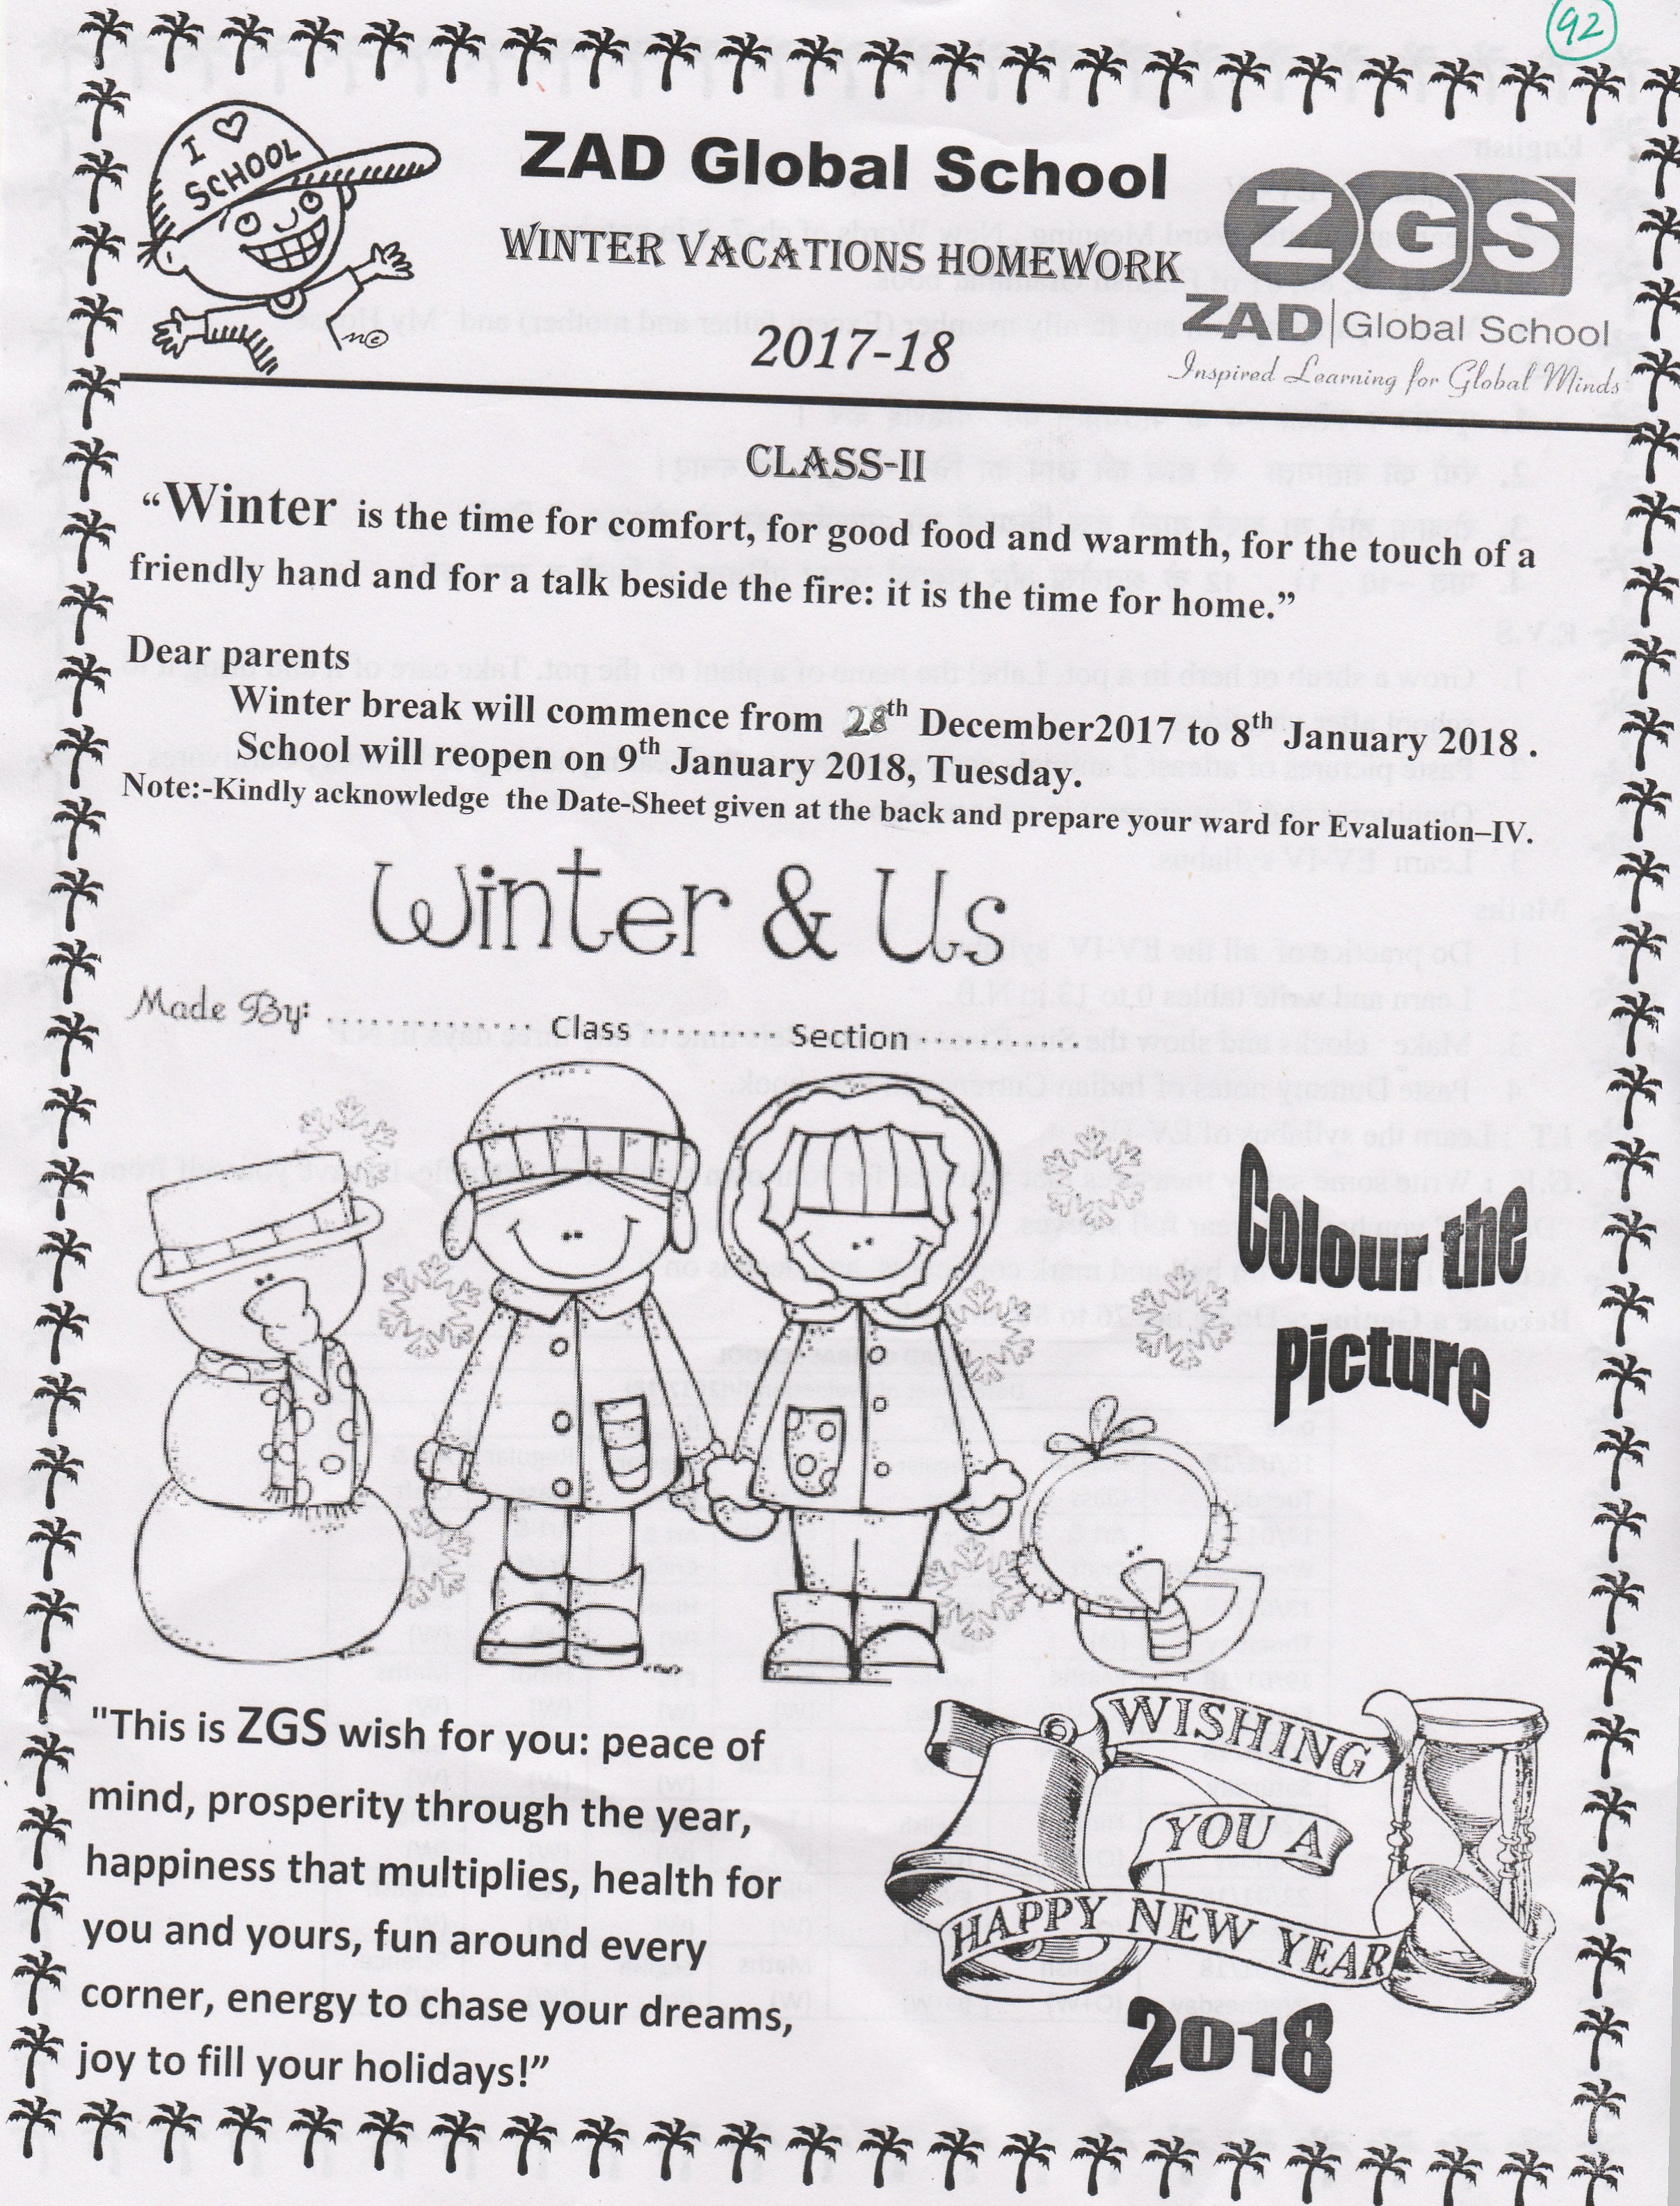 92
I ♡
SCHOOL
ZAD Global School
WINTER VACATIONS HOMEWORK
2017-18
ZGS
ZAD | Global School
Inspired Learning for Global Minds
CLASS-II
“Winter is the time for comfort, for good food and warmth, for the touch of a
friendly hand and for a talk beside the fire: it is the time for home.”
Dear parents
Winter break will commence from 28th December2017 to 8th January 2018 .
School will reopen on 9th January 2018, Tuesday.
Note:-Kindly acknowledge the Date-Sheet given at the back and prepare your ward for Evaluation–IV.
Winter & Us
Made By: .............. Class ......... Section ...........
Colour the
Picture
"This is ZGS wish for you: peace of
mind, prosperity through the year,
happiness that multiplies, health for
you and yours, fun around every
corner, energy to chase your dreams,
joy to fill your holidays!”
WISHING
YOU A
HAPPY NEW YEAR
2018